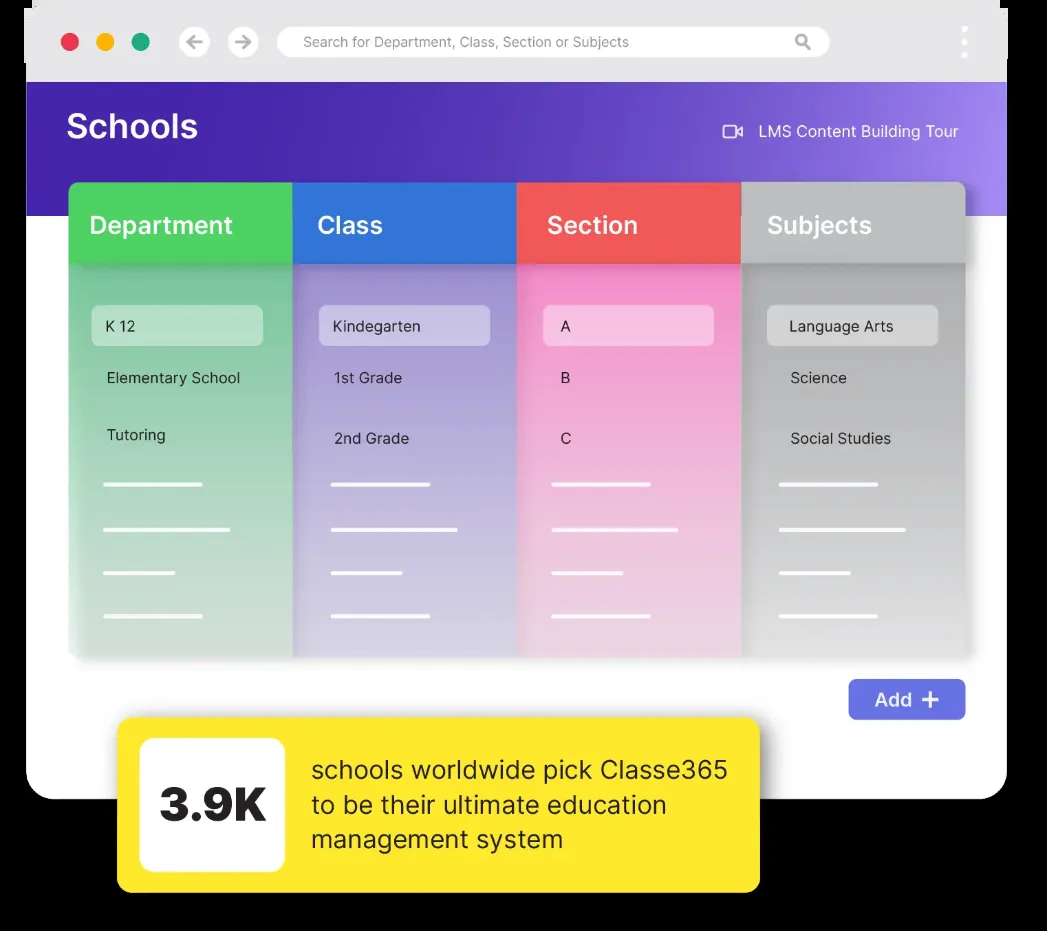 Search for Department, Class, Section or Subjects
Schools
LMS Content Building Tour
Department Class Section Subjects
K 12 Kindegarten A Language Arts
Elementary School 1st Grade B Science
Tutoring 2nd Grade C Social Studies
Add +
3.9K
schools worldwide pick Classe365
to be their ultimate education
management system